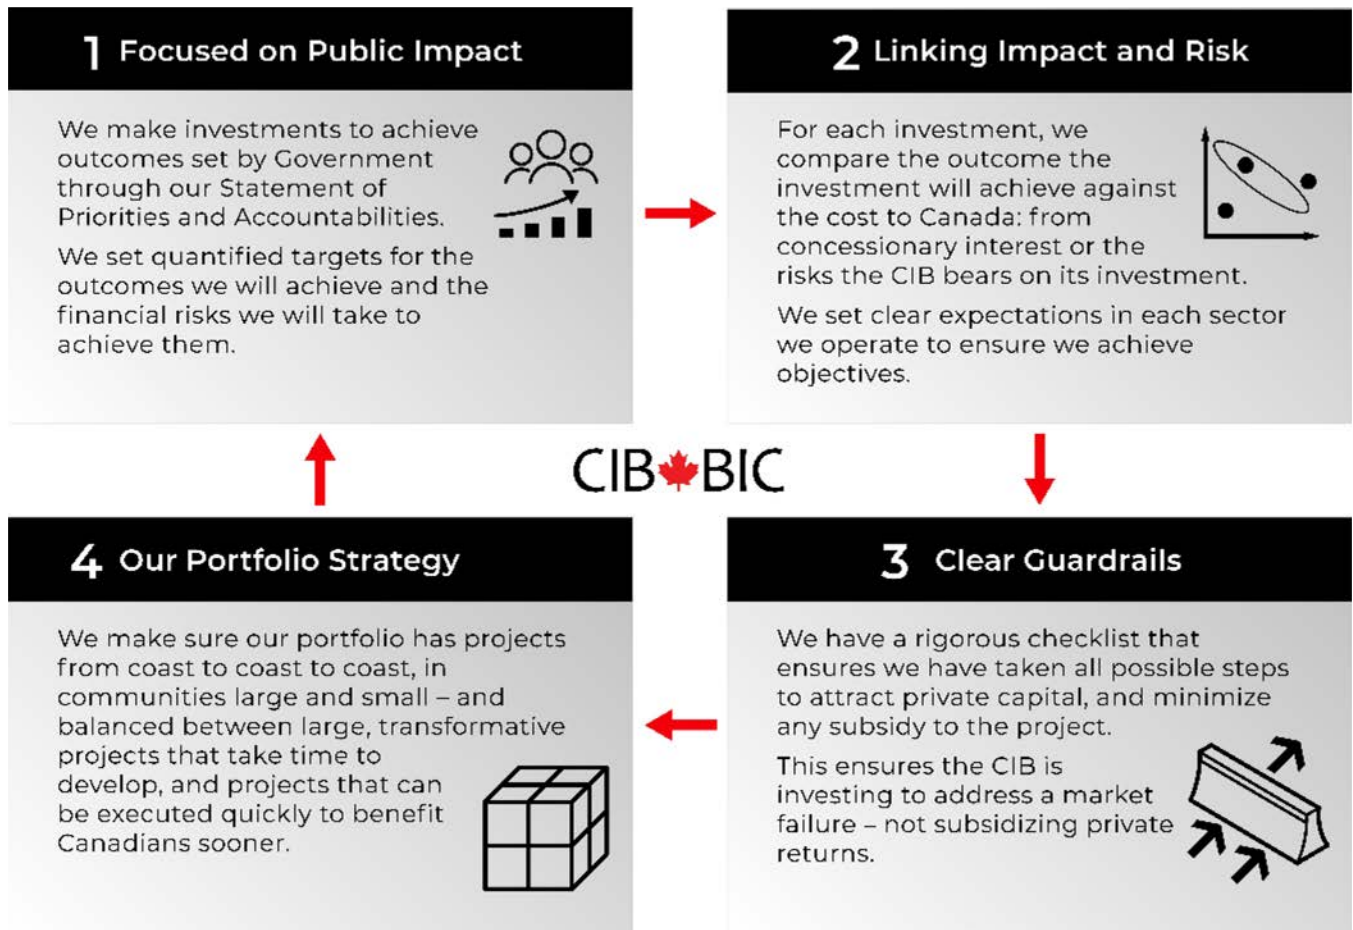 1 Focused on Public Impact
We make investments to achieve
outcomes set by Government
through our Statement of
Priorities and Accountabilities.
We set quantified targets for the
outcomes we will achieve and the
financial risks we will take to
achieve them.
2 Linking Impact and Risk
For each investment, we
compare the outcome the
investment will achieve against
the cost to Canada: from
concessionary interest or the
risks the CIB bears on its investment.
We set clear expectations in each sector
we operate to ensure we achieve
objectives.
CIB BIC
4 Our Portfolio Strategy
We make sure our portfolio has projects
from coast to coast to coast, in
communities large and small – and
balanced between large, transformative
projects that take time to
develop, and projects that can
be executed quickly to benefit
Canadians sooner.
3 Clear Guardrails
We have a rigorous checklist that
ensures we have taken all possible steps
to attract private capital, and minimize
any subsidy to the project.
This ensures the CIB is
investing to address a market
failure – not subsidizing private
returns.